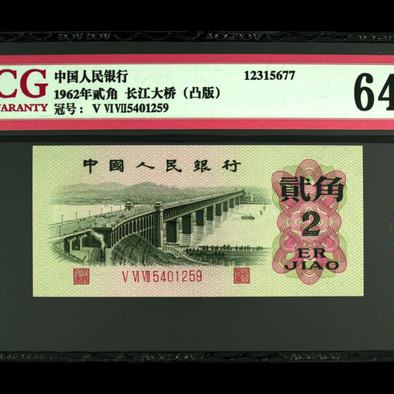 CG
中国人民银行
12315677
64
1962年贰角 长江大桥（凸版）
ARANTY
冠号： V VI VII5401259
中國人民銀行
貳角
2
ER
JIAO
V VI VII 5401259